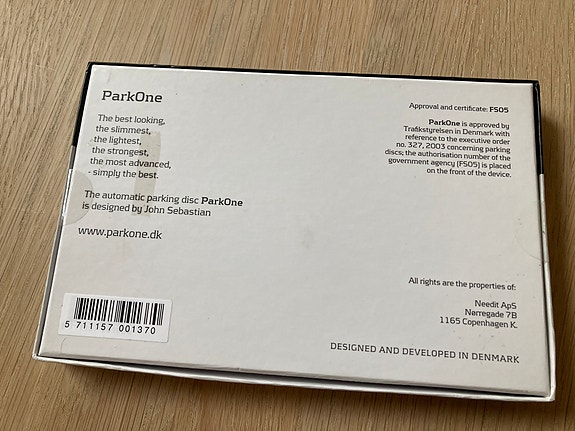 ParkOne
The best looking,
the slimmest,
the lightest,
the strongest,
the most advanced,
- simply the best.
The automatic parking disc ParkOne
is designed by John Sebastian
www.parkone.dk
5 711157 001370
Approval and certificate: FS05
ParkOne is approved by
Trafikstyrelsen in Denmark with
reference to the executive order
no. 327, 2003 concerning parking
discs; the authorisation number of the
government agency (FS05) is placed
on the front of the device.
All rights are the properties of:
Needit ApS
Nørregade 7B
1165 Copenhagen K.
DESIGNED AND DEVELOPED IN DENMARK